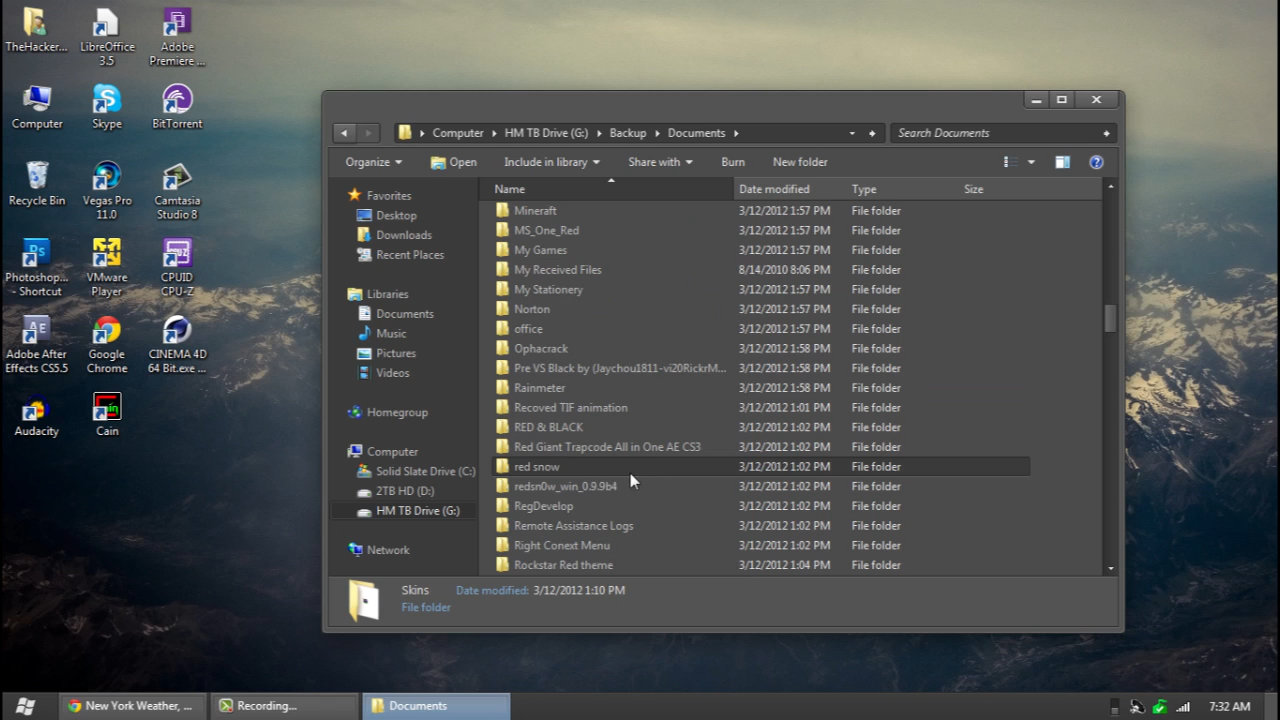 TheHacker...
LibreOffice
3.5
Adobe
Premiere ...
Computer
Skype
BitTorrent
Recycle Bin
Vegas Pro
11.0
Camtasia
Studio 8
Photoshop...
- Shortcut
VMware
Player
CPUID
CPU-Z
Adobe After
Effects CS5.5
Google
Chrome
CINEMA 4D
64 Bit.exe ...
Audacity
Cain
Computer HM TB Drive (G:) Backup Documents
Search Documents
Organize Open Include in library Share with Burn New folder
Favorites
Desktop
Downloads
Recent Places
Libraries
Documents
Music
Pictures
Videos
Homegroup
Computer
Solid Slate Drive (C:)
2TB HD (D:)
HM TB Drive (G:)
Network
Name Date modified Type Size
Mineraft 3/12/2012 1:57 PM File folder
MS_One_Red 3/12/2012 1:57 PM File folder
My Games 3/12/2012 1:57 PM File folder
My Received Files 8/14/2010 8:06 PM File folder
My Stationery 3/12/2012 1:57 PM File folder
Norton 3/12/2012 1:57 PM File folder
office 3/12/2012 1:57 PM File folder
Ophacrack 3/12/2012 1:58 PM File folder
Pre VS Black by (Jaychou1811-vi20RickrM... 3/12/2012 1:58 PM File folder
Rainmeter 3/12/2012 1:58 PM File folder
Recoved TIF animation 3/12/2012 1:01 PM File folder
RED & BLACK 3/12/2012 1:02 PM File folder
Red Giant Trapcode All in One AE CS3 3/12/2012 1:02 PM File folder
red snow 3/12/2012 1:02 PM File folder
redsn0w_win_0.9.9b4 3/12/2012 1:02 PM File folder
RegDevelop 3/12/2012 1:02 PM File folder
Remote Assistance Logs 3/12/2012 1:02 PM File folder
Right Conext Menu 3/12/2012 1:02 PM File folder
Rockstar Red theme 3/12/2012 1:04 PM File folder
Skins Date modified: 3/12/2012 1:10 PM
File folder
New York Weather, ... Recording... Documents 7:32 AM